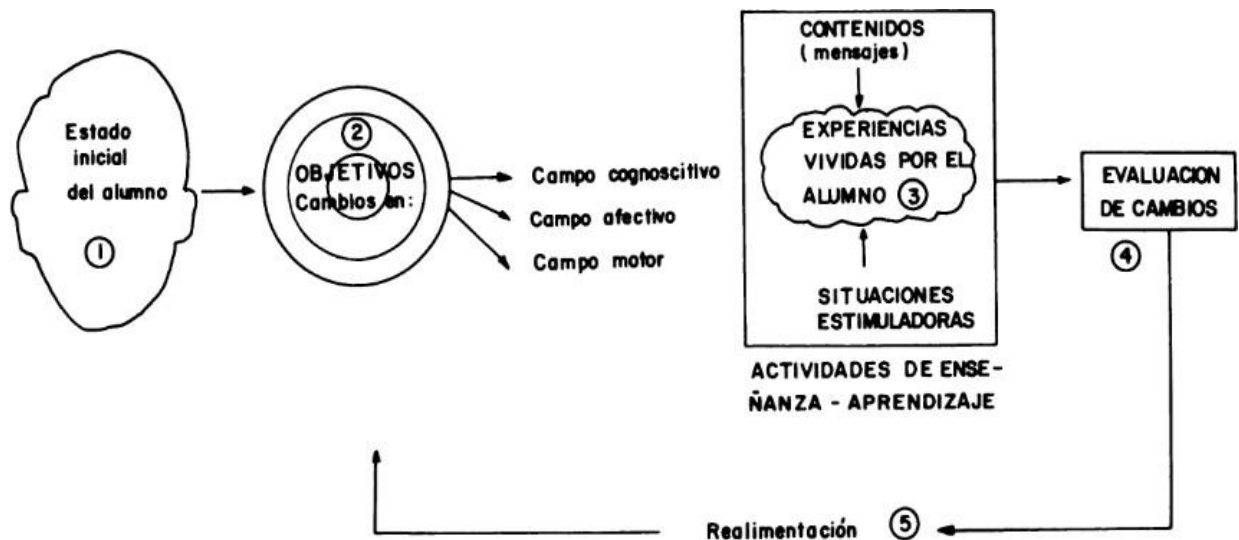 Estado
inicial
del alumno
1
2
OBJETIVOS
Cambios en:
Campo cognoscitivo
Campo afectivo
Campo motor
CONTENIDOS
( mensajes)
EXPERIENCIAS
VIVIDAS POR EL
ALUMNO 3
SITUACIONES
ESTIMULADORAS
ACTIVIDADES DE ENSE-
ÑANZA - APRENDIZAJE
EVALUACION
DE CAMBIOS
4
Realimentación 5